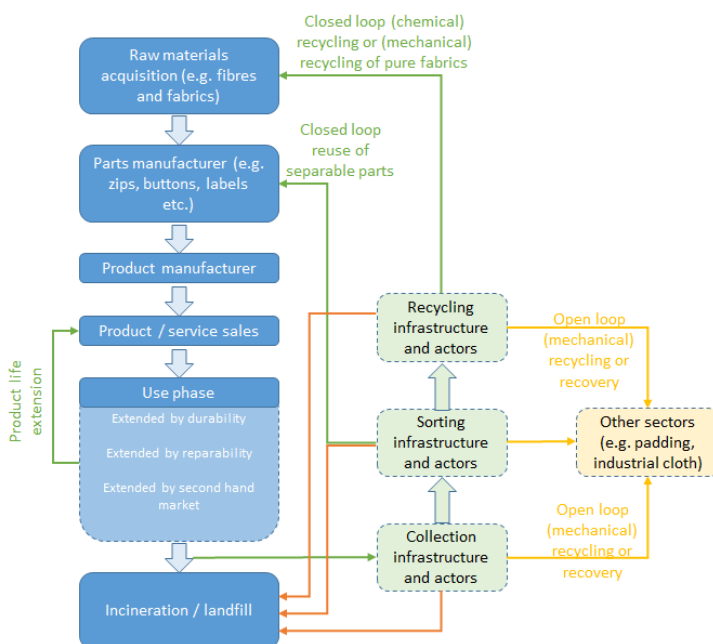 Closed loop (chemical)
recycling or (mechanical)
recycling of pure fabrics
Raw materials
acquisition (e.g. fibres
and fabrics)
Closed loop
reuse of
separable parts
Parts manufacturer (e.g.
zips, buttons, labels
etc.)
Product manufacturer
Product / service sales
Product life
extension
Use phase
Extended by durability
Extended by reparability
Extended by second hand
market
Incineration / landfill
Recycling
infrastructure
and actors
Sorting
infrastructure
and actors
Collection
infrastructure
and actors
Open loop
(mechanical)
recycling or
recovery
Other sectors
(e.g. padding,
industrial cloth)
Open loop
(mechanical)
recycling or
recovery